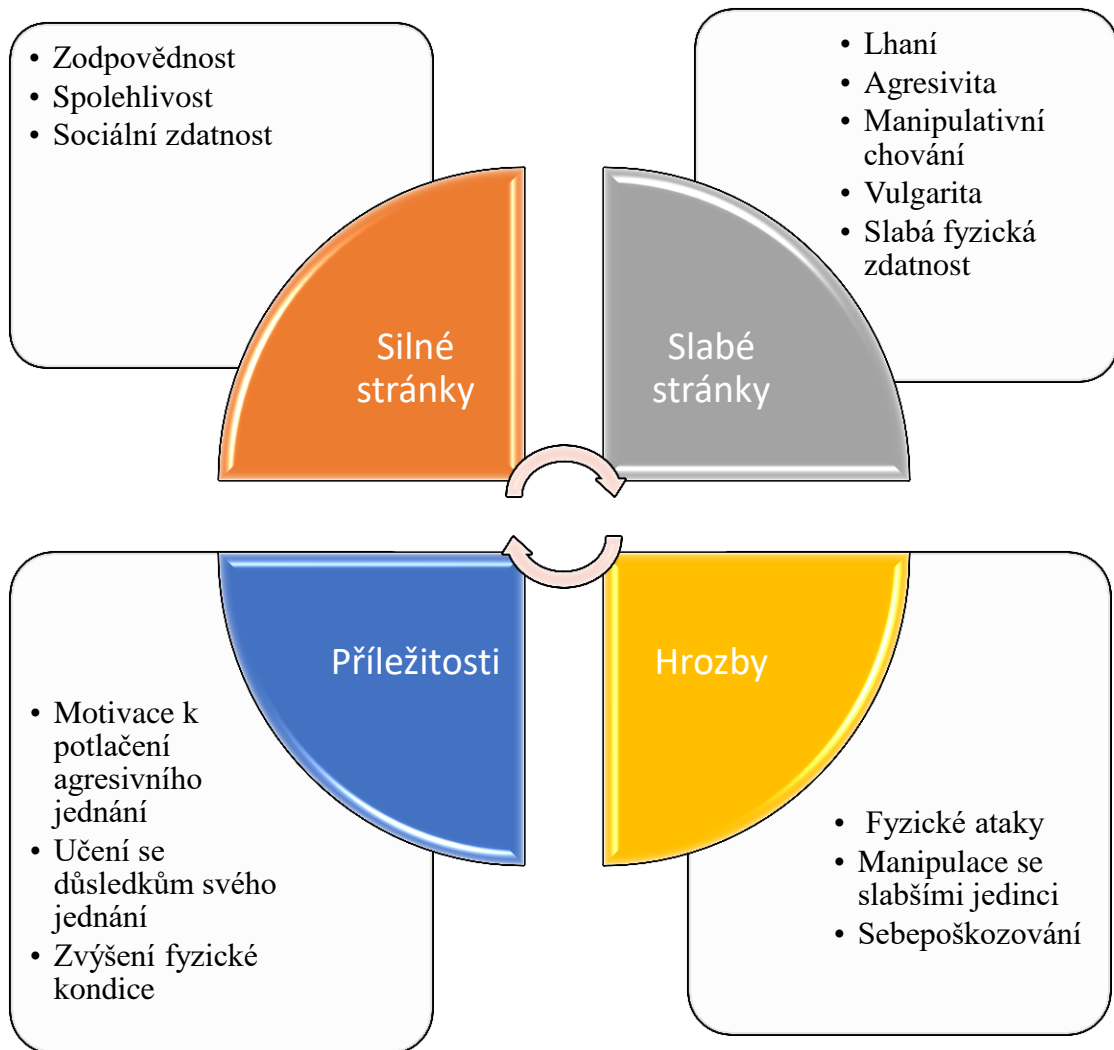 • Zodpovědnost
• Spolehlivost
• Sociální zdatnost
• Lhaní
• Agresivita
• Manipulativní
chování
• Vulgarita
• Slabá fyzická
zdatnost
Silné
stránky
Slabé
stránky
Příležitosti
Hrozby
• Motivace k
potlačení
agresivního
jednání
• Učení se
důsledkům svého
jednání
• Zvýšení fyzické
kondice
• Fyzické ataky
• Manipulace se
slabšími jedinci
• Sebepoškozování